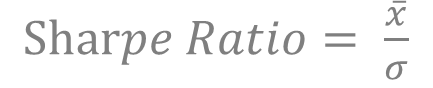 Sharpe Ratio = x̄ / σ